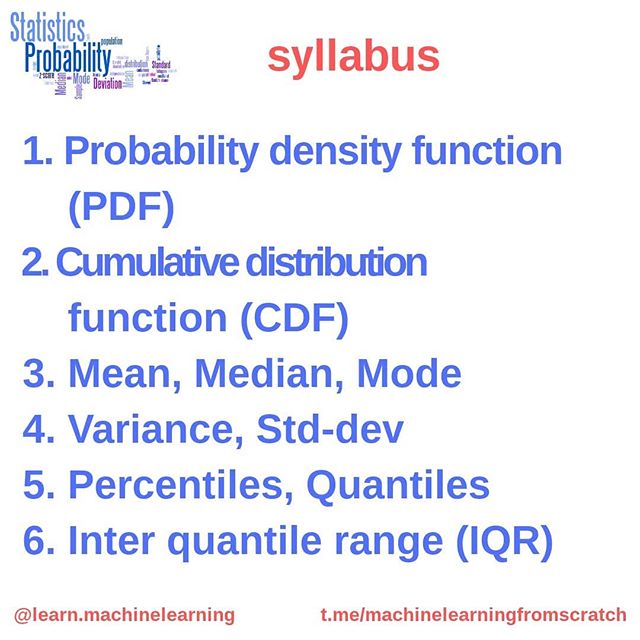 Statistics
Probability
population
syllabus
z-score
Median
Mode
Sample
Deviation
distribution
Mean
Standard
1. Probability density function
(PDF)
2. Cumulative distribution
function (CDF)
3. Mean, Median, Mode
4. Variance, Std-dev
5. Percentiles, Quantiles
6. Inter quantile range (IQR)
@learn.machinelearning
t.me/machinelearningfromscratch